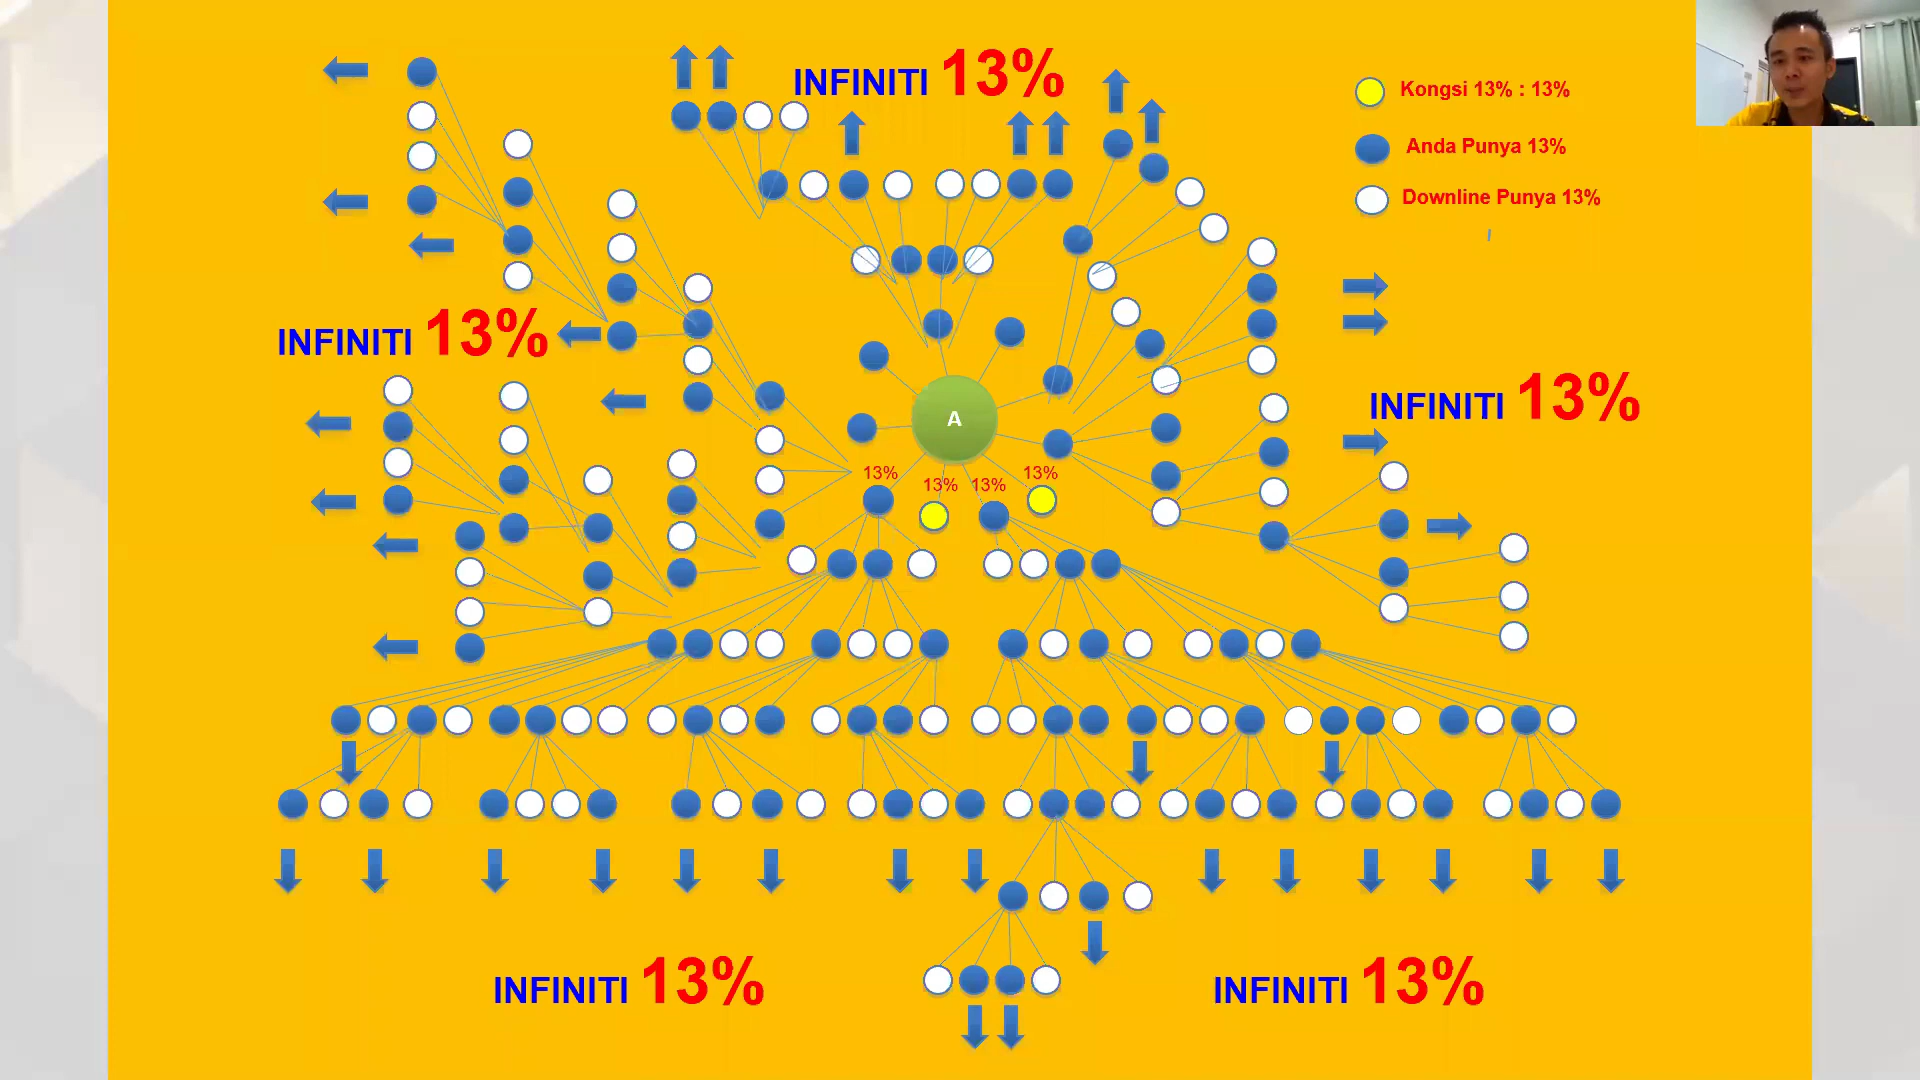 INFINITI 13%
Kongsi 13% : 13%
Anda Punya 13%
Downline Punya 13%
INFINITI 13%
INFINITI 13%
A
13%
13%
13%
13%
INFINITI 13%
INFINITI 13%